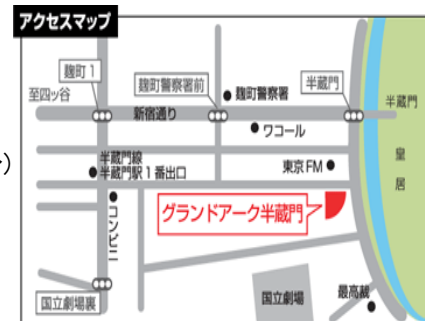 アクセスマップ
麹町1
至四ツ谷
麹町警察署前
麹町警察署
半蔵門
半蔵門
新宿通り
ワコール
皇居
)
半蔵門線
半蔵門駅1番出口
東京FM
コンビニ
グランドアーク半蔵門
国立劇場裏
国立劇場
最高裁